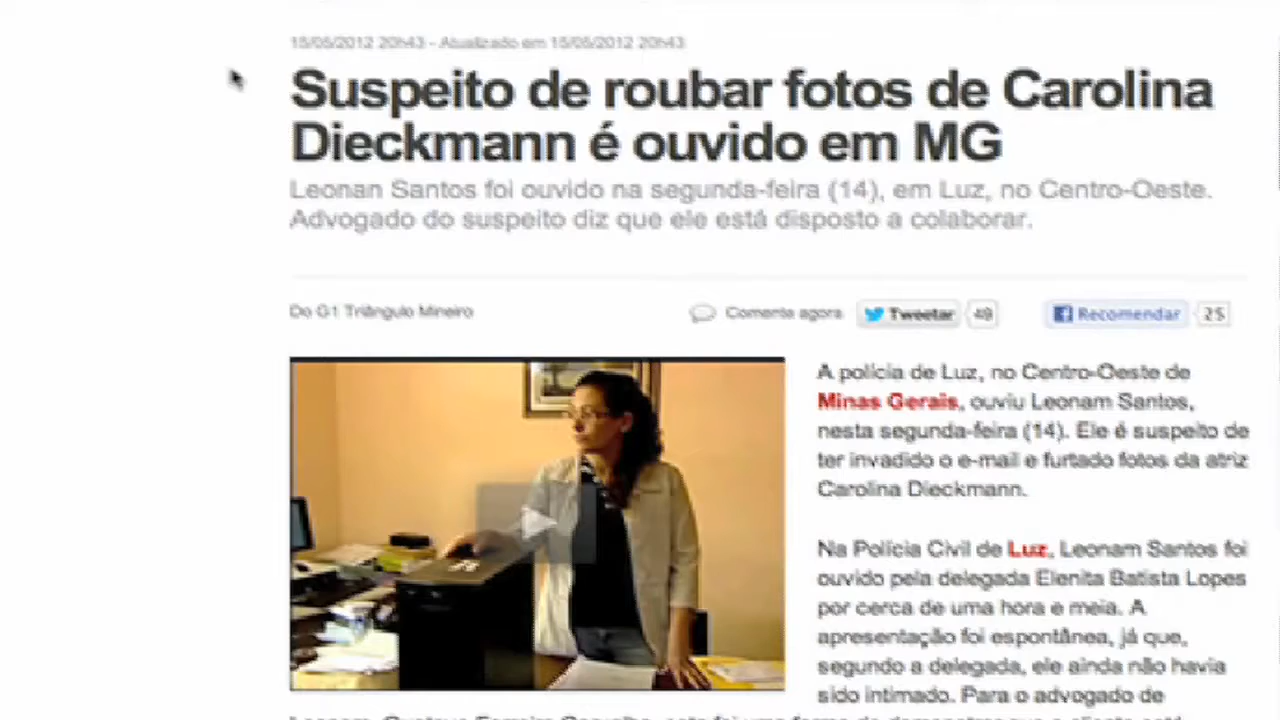 15/05/2012 20h43 - Atualizado em 15/05/2012 20h43
Suspeito de roubar fotos de Carolina
Dieckmann é ouvido em MG
Leonan Santos foi ouvido na segunda-feira (14), em Luz, no Centro-Oeste.
Advogado do suspeito diz que ele está disposto a colaborar.
Do G1 Triângulo Mineiro
Comente agora
Tweetar 49
Recomendar 25
A polícia de Luz, no Centro-Oeste de
Minas Gerais, ouviu Leonam Santos,
nesta segunda-feira (14). Ele é suspeito de
ter invadido o e-mail e furtado fotos da atriz
Carolina Dieckmann.
Na Polícia Civil de Luz, Leonam Santos foi
ouvido pela delegada Elenita Batista Lopes
por cerca de uma hora e meia. A
apresentação foi espontânea, já que,
segundo a delegada, ele ainda não havia
sido intimado. Para o advogado de